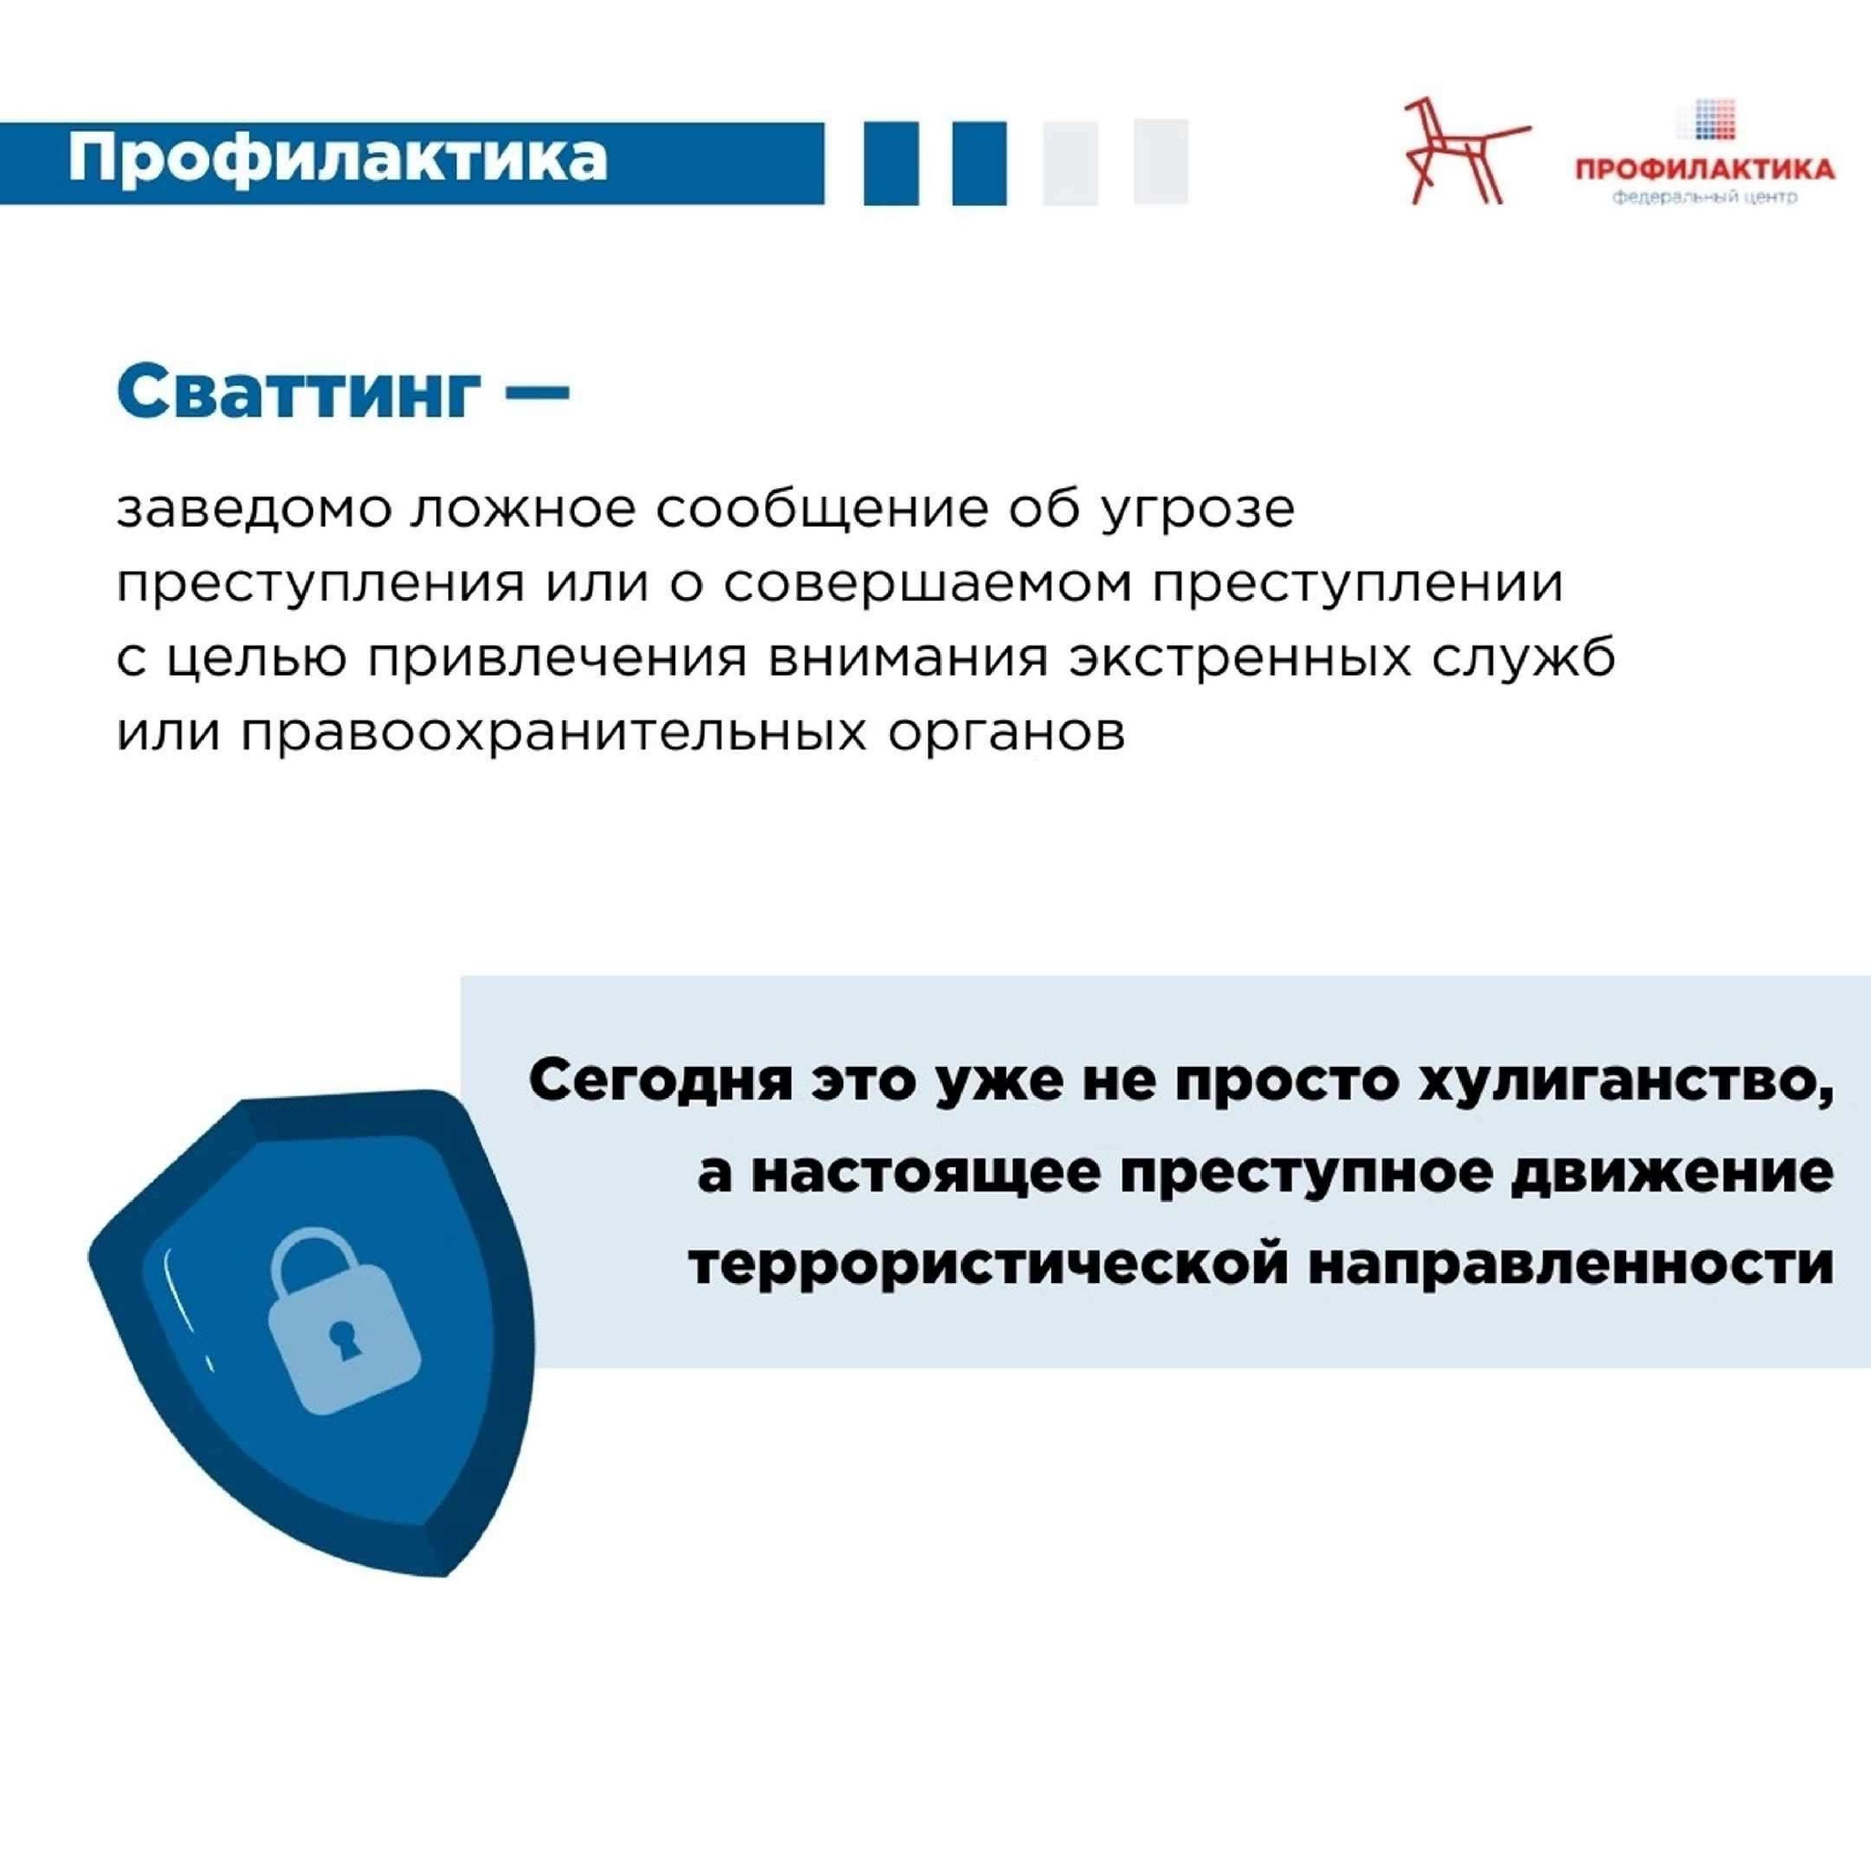 Профилактика
ПРОФИЛАКТИКА
федеральный центр
Сваттинг —
заведомо ложное сообщение об угрозе
преступления или о совершаемом преступлении
с целью привлечения внимания экстренных служб
или правоохранительных органов
Сегодня это уже не просто хулиганство,
а настоящее преступное движение
террористической направленности